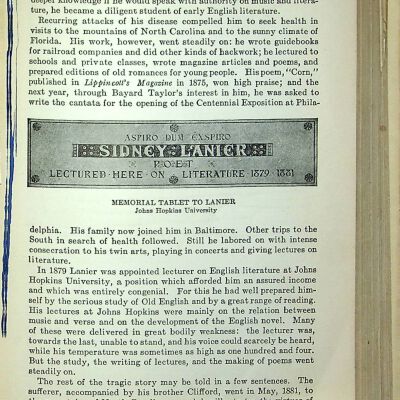 deeper knowledge if he would speak with authority on music and litera-
ture, he became a diligent student of early English literature.
Recurring attacks of his disease compelled him to seek health in
visits to the mountains of North Carolina and to the sunny climate of
Florida. His work, however, went steadily on: he wrote guidebooks
for railroad companies and did other kinds of hackwork; he lectured to
schools and private classes, wrote magazine articles and poems, and
prepared editions of old romances for young people. His poem, "Corn,"
published in Lippincott's Magazine in 1875, won high praise; and the
next year, through Bayard Taylor's interest in him, he was asked to
write the cantata for the opening of the Centennial Exposition at Phila-
ASPIRO DUM EXSPIRO
SIDNEY·LANIER
POET
LECTURED·HERE·ON·LITERATURE·1879·1881
MEMORIAL TABLET TO LANIER
Johns Hopkins University
delphia. His family now joined him in Baltimore. Other trips to the
South in search of health followed. Still he labored on with intense
consecration to his twin arts, playing in concerts and giving lectures on
literature.
In 1879 Lanier was appointed lecturer on English literature at Johns
Hopkins University, a position which afforded him an assured income
and which was entirely congenial. For this he had well prepared him-
self by the serious study of Old English and by a great range of reading.
His lectures at Johns Hopkins were mainly on the relation between
music and verse and on the development of the English novel. Many
of these were delivered in great bodily weakness: the lecturer was,
towards the last, unable to stand, and his voice could scarcely be heard,
while his temperature was sometimes as high as one hundred and four.
But the study, the writing of lectures, and the making of poems went
steadily on.
The rest of the tragic story may be told in a few sentences. The
sufferer, accompanied by his brother Clifford, went in May, 1881, to